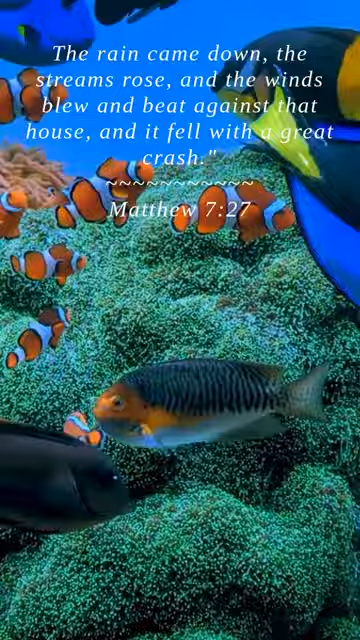 The rain came down, the
streams rose, and the winds
blew and beat against that
house, and it fell with a great
crash."
~~~~~~~~~~~
Matthew 7:27